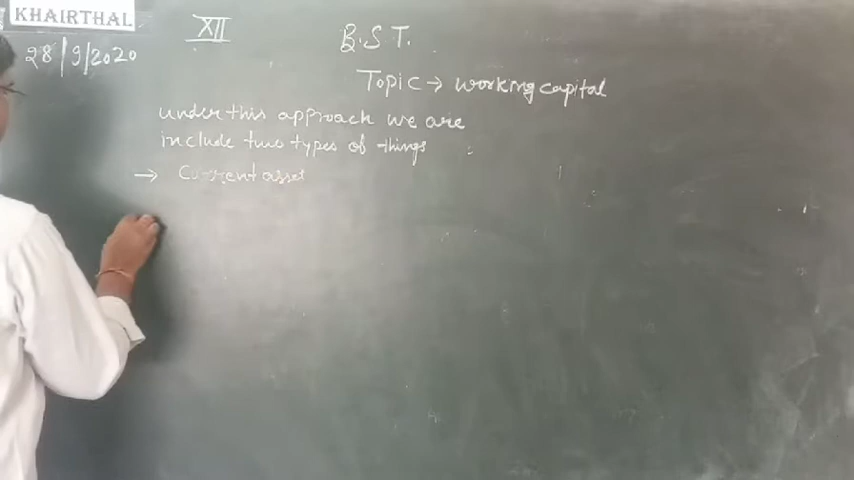 KHAIRTHAL
28/9/2020
XII
B.S T.
Topic → working capital
under this approach we are
include two types of things
→ Current asset